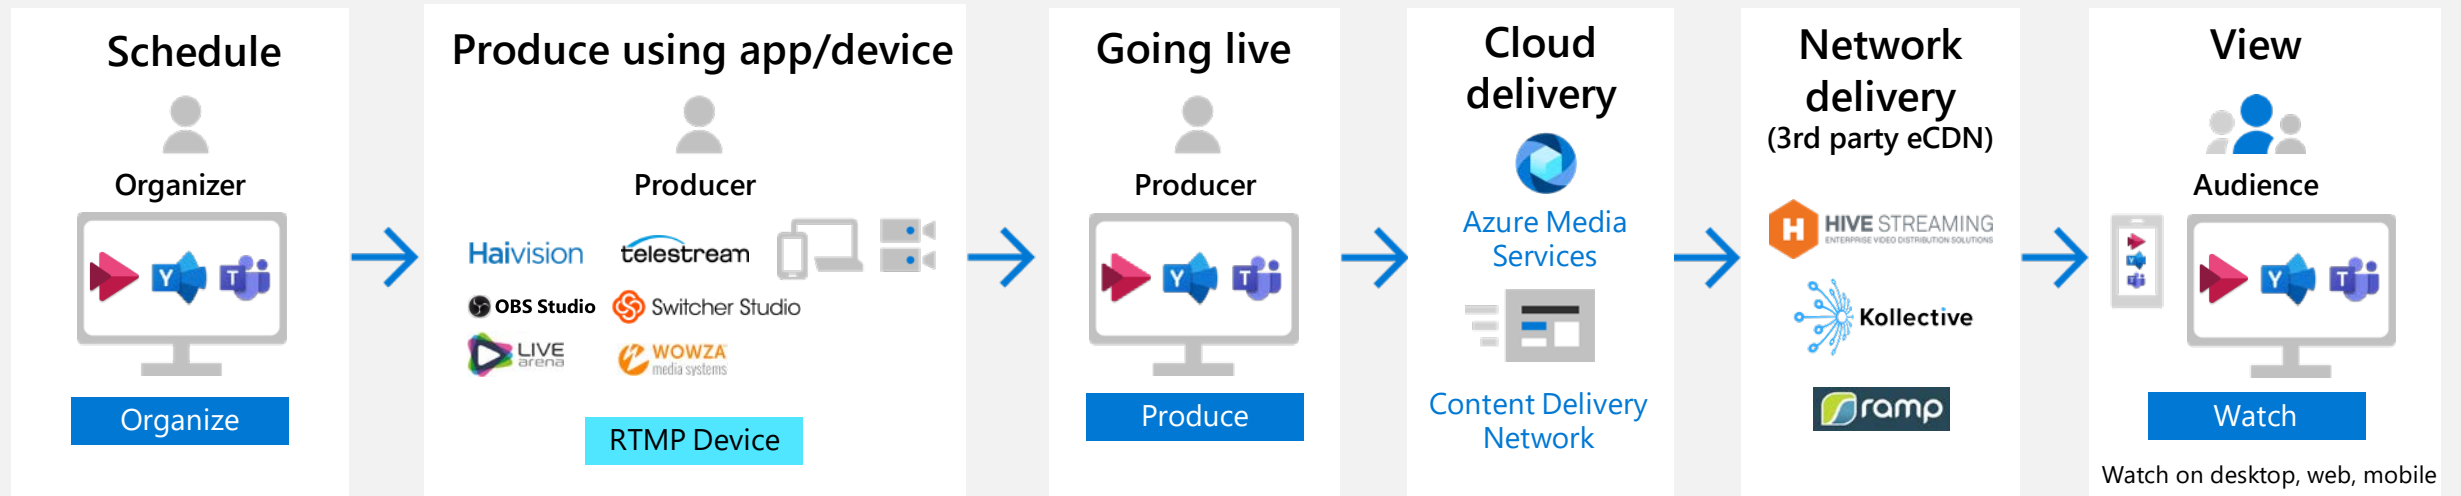 Schedule
Organizer
Y
T
Organize
Produce using app/device
Producer
Haivision
telestream
OBS Studio
Switcher Studio
LIVE
arena
WOWZA
media systems
RTMP Device
Going live
Producer
Y
T
Produce
Cloud
delivery
Azure Media
Services
Content Delivery
Network
Network
delivery
(3rd party eCDN)
H
HIVE STREAMING
ENTERPRISE VIDEO DISTRIBUTION SOLUTIONS
Kollective
ramp
View
Audience
Y
T
Y
T
Watch
Watch on desktop, web, mobile